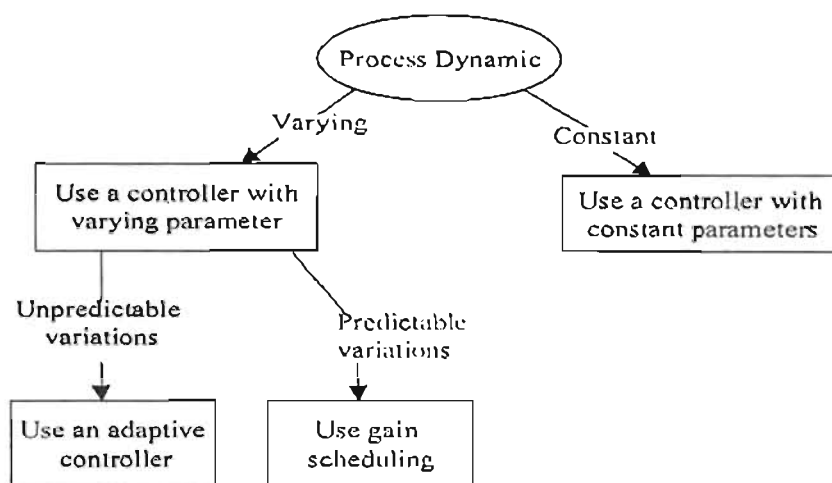 Process Dynamic
Varying
Constant
Use a controller with
varying parameter
Use a controller with
constant parameters
Unpredictable
variations
Predictable
variations
Use an adaptive
controller
Use gain
scheduling